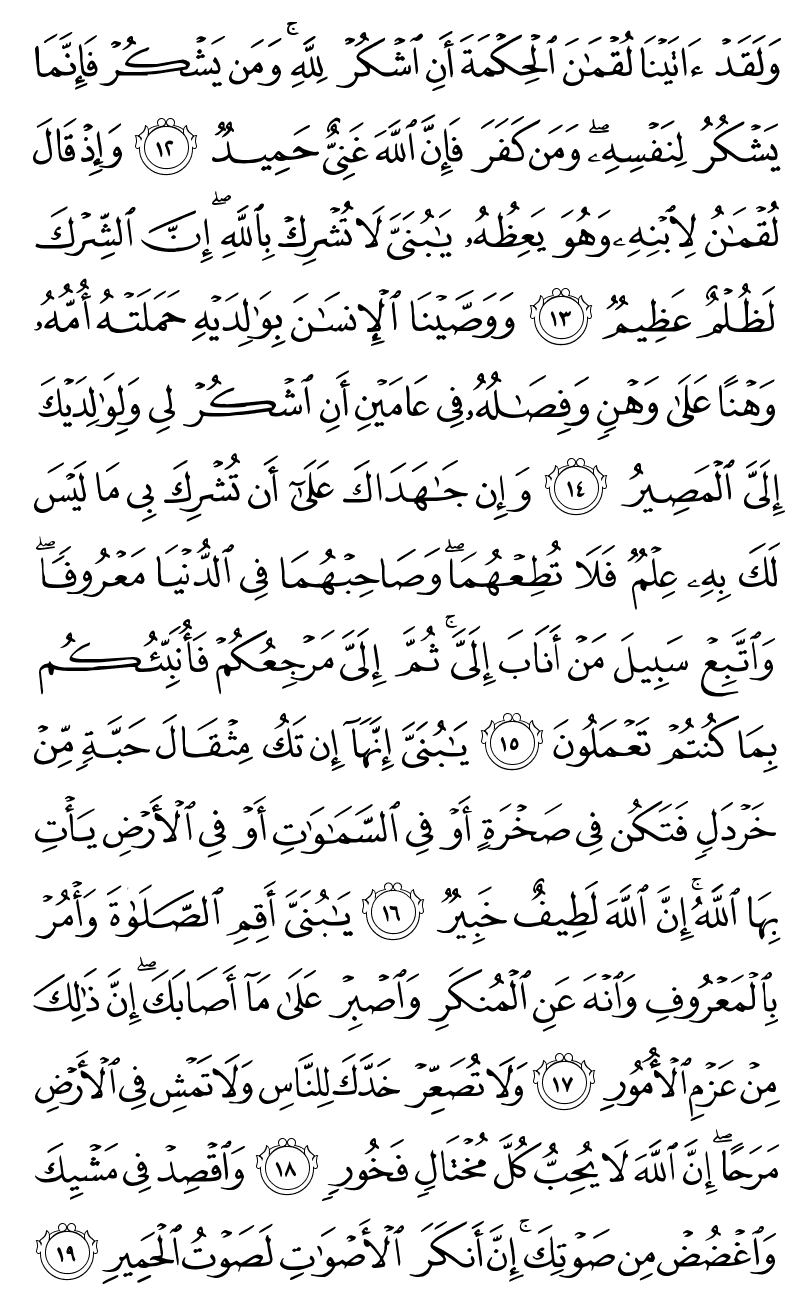 وَلَقَدۡ ءَاتَيۡنَا لُقۡمَٰنَ ٱلۡحِكۡمَةَ أَنِ ٱشۡكُرۡ لِلَّهِۚ وَمَن يَشۡكُرۡ فَإِنَّمَا
يَشۡكُرُ لِنَفۡسِهِۦۖ وَمَن كَفَرَ فَإِنَّ ٱللَّهَ غَنِيٌّ حَمِيدٞ ١٢ وَإِذۡ قَالَ
لُقۡمَٰنُ لِٱبۡنِهِۦ وَهُوَ يَعِظُهُۥ يَٰبُنَيَّ لَا تُشۡرِكۡ بِٱللَّهِۖ إِنَّ ٱلشِّرۡكَ
لَظُلۡمٌ عَظِيمٞ ١٣ وَوَصَّيۡنَا ٱلۡإِنسَٰنَ بِوَٰلِدَيۡهِ حَمَلَتۡهُ أُمُّهُۥ
وَهۡنًا عَلَىٰ وَهۡنٖ وَفِصَٰلُهُۥ فِي عَامَيۡنِ أَنِ ٱشۡكُرۡ لِي وَلِوَٰلِدَيۡكَ
إِلَيَّ ٱلۡمَصِيرُ ١٤ وَإِن جَٰهَدَاكَ عَلَىٰٓ أَن تُشۡرِكَ بِي مَا لَيۡسَ
لَكَ بِهِۦ عِلۡمٞ فَلَا تُطِعۡهُمَاۖ وَصَاحِبۡهُمَا فِي ٱلدُّنۡيَا مَعۡرُوفٗاۖ
وَٱتَّبِعۡ سَبِيلَ مَنۡ أَنَابَ إِلَيَّۚ ثُمَّ إِلَيَّ مَرۡجِعُكُمۡ فَأُنَبِّئُكُم
بِمَا كُنتُمۡ تَعۡمَلُونَ ١٥ يَٰبُنَيَّ إِنَّهَآ إِن تَكُ مِثۡقَالَ حَبَّةٖ مِّنۡ
خَرۡدَلٖ فَتَكُن فِي صَخۡرَةٍ أَوۡ فِي ٱلسَّمَٰوَٰتِ أَوۡ فِي ٱلۡأَرۡضِ يَأۡتِ
بِهَا ٱللَّهُۚ إِنَّ ٱللَّهَ لَطِيفٌ خَبِيرٞ ١٦ يَٰبُنَيَّ أَقِمِ ٱلصَّلَوٰةَ وَأۡمُرۡ
بِٱلۡمَعۡرُوفِ وَٱنۡهَ عَنِ ٱلۡمُنكَرِ وَٱصۡبِرۡ عَلَىٰ مَآ أَصَابَكَۖ إِنَّ ذَٰلِكَ
مِنۡ عَزۡمِ ٱلۡأُمُورِ ١٧ وَلَا تُصَعِّرۡ خَدَّكَ لِلنَّاسِ وَلَا تَمۡشِ فِي ٱلۡأَرۡضِ
مَرَحًاۖ إِنَّ ٱللَّهَ لَا يُحِبُّ كُلَّ مُخۡتَالٖ فَخُورٖ ١٨ وَٱقۡصِدۡ فِي مَشۡيِكَ
وَٱغۡضُضۡ مِن صَوۡتِكَۚ إِنَّ أَنكَرَ ٱلۡأَصۡوَٰتِ لَصَوۡتُ ٱلۡحَمِيرِ ١٩